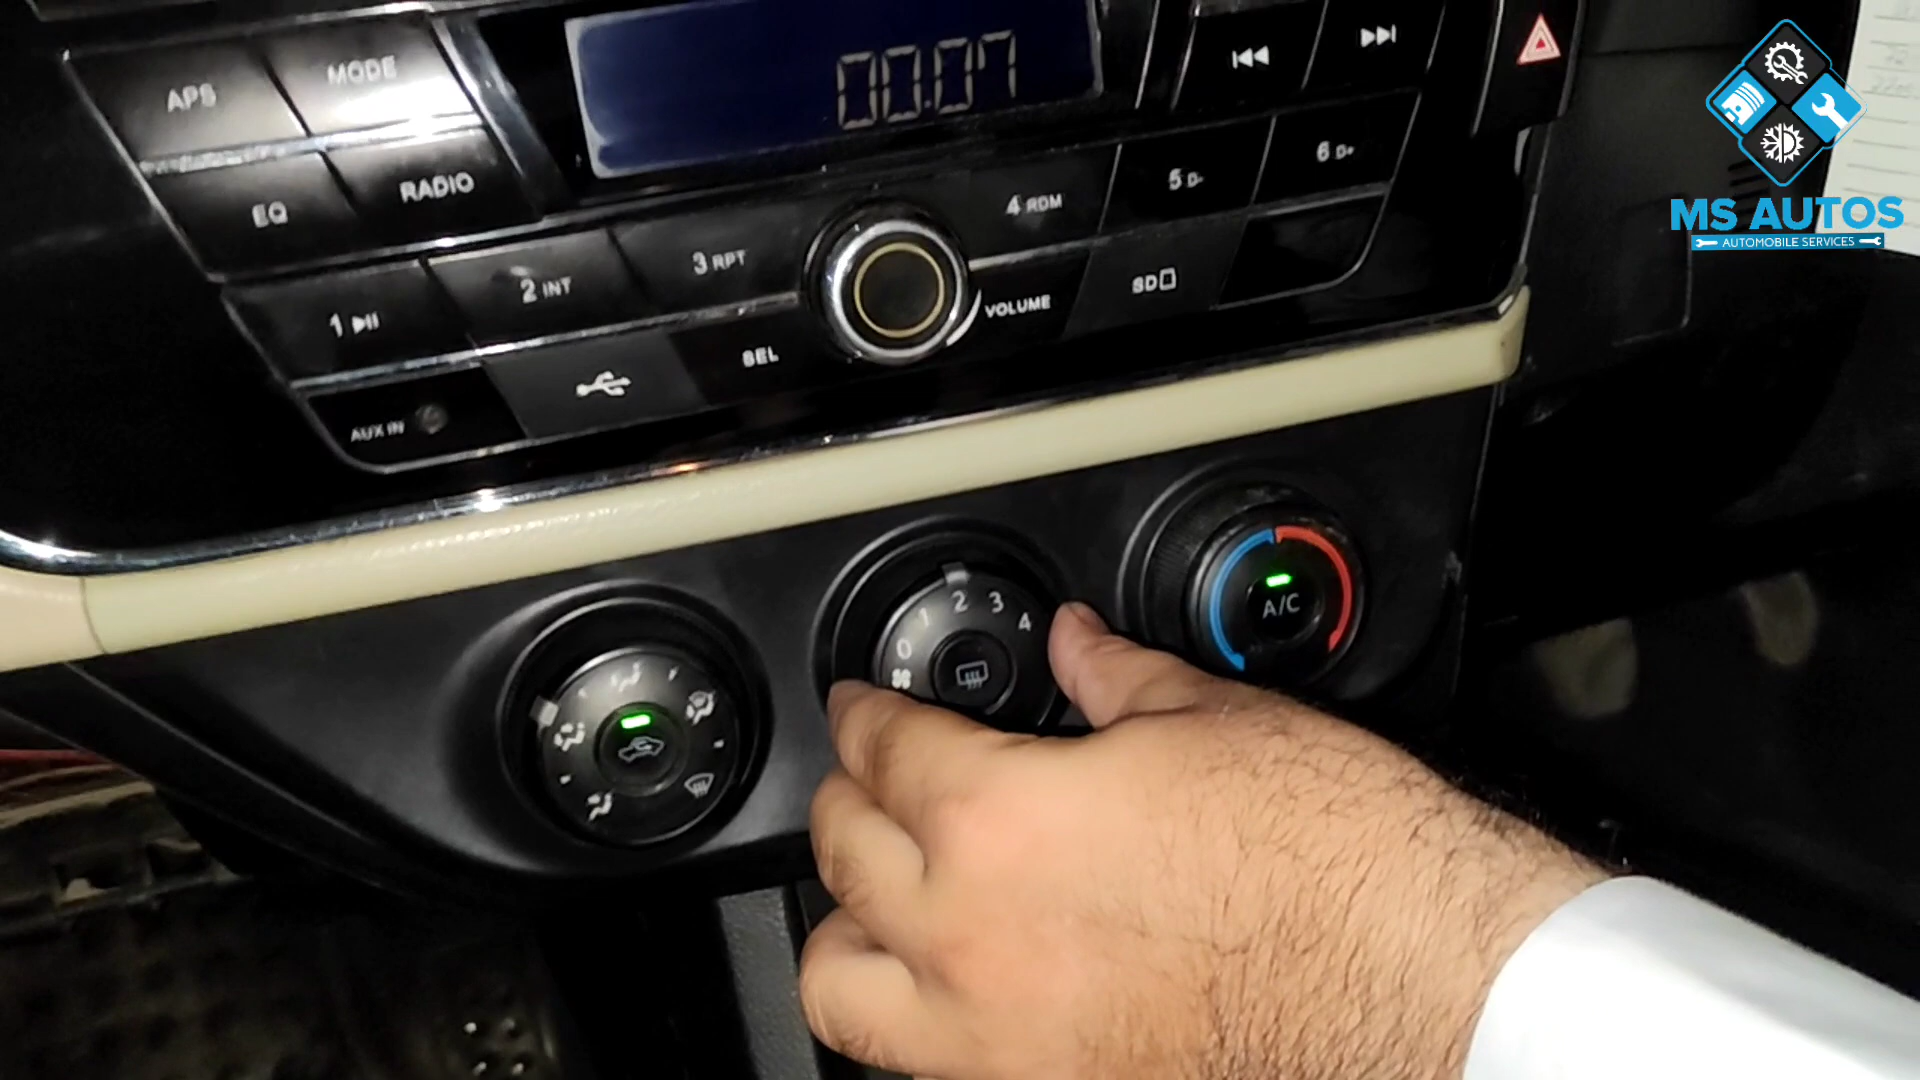 APS
MODE
00:07
EQ
RADIO
1
2 INT
3 RPT
4 RDM
5 D-
6 D+
AUX IN
SEL
VOLUME
SD
0 1 2 3 4
A/C
MS AUTOS
AUTOMOBILE SERVICES